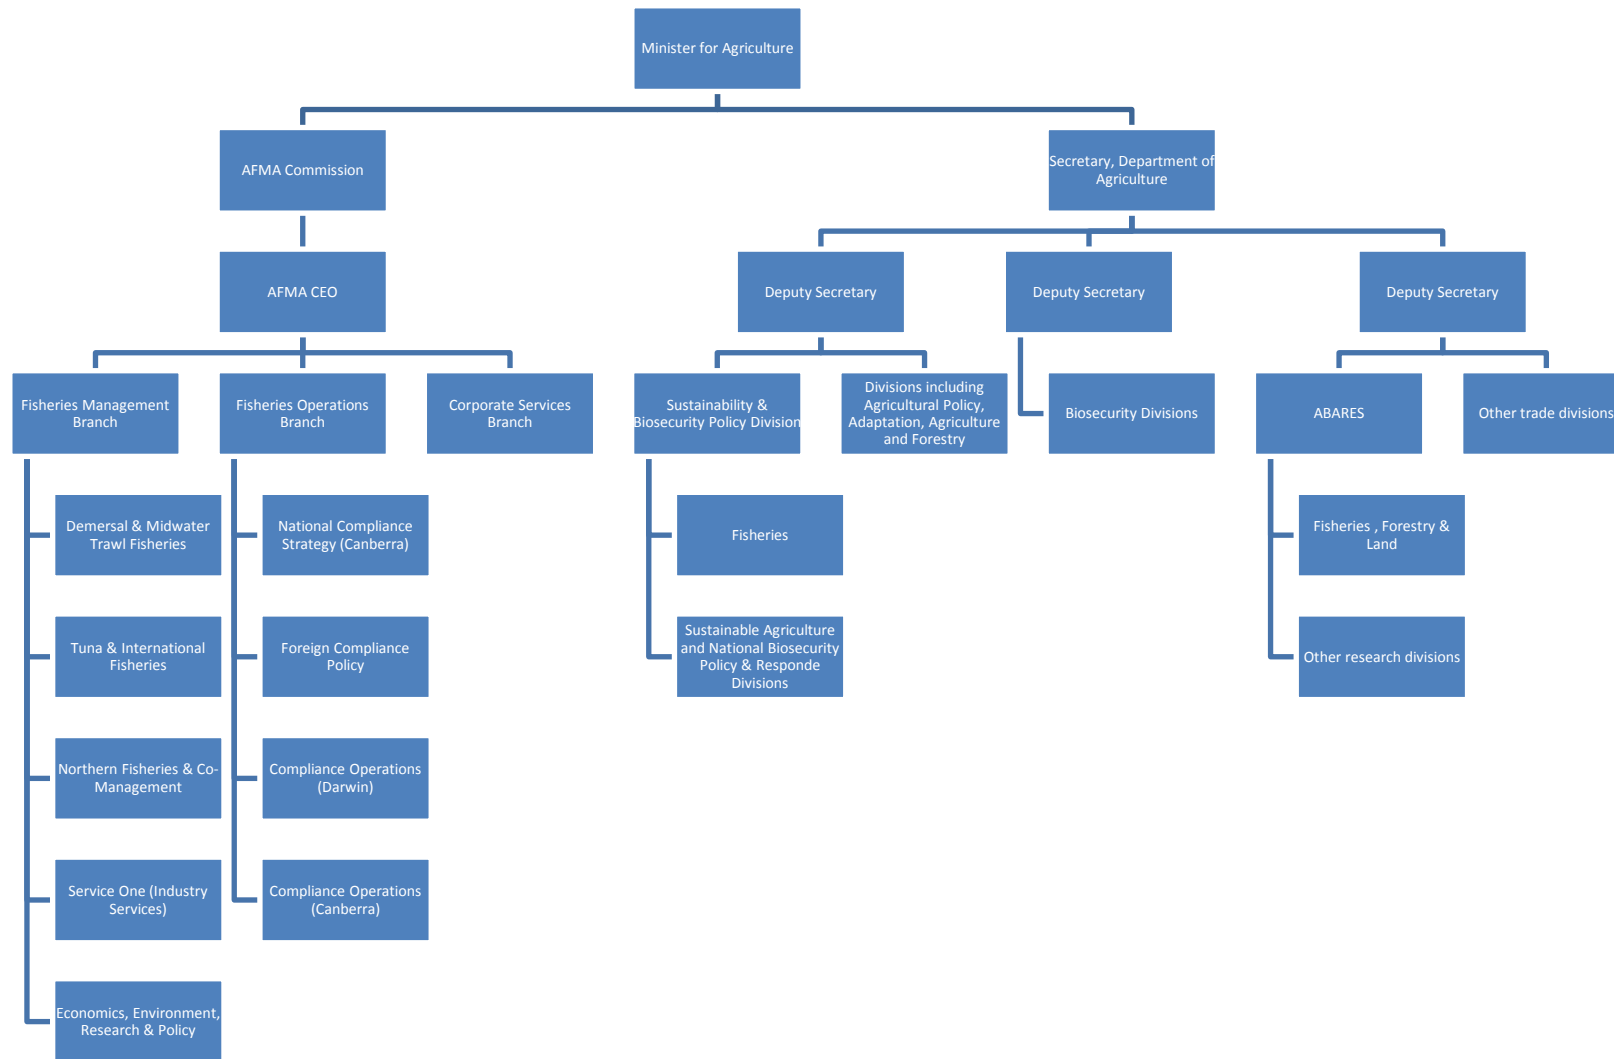 Minister for Agriculture
AFMA Commission
Secretary, Department of
Agriculture
AFMA CEO
Deputy Secretary
Deputy Secretary
Deputy Secretary
Fisheries Management
Branch
Fisheries Operations
Branch
Corporate Services
Branch
Sustainability &
Biosecurity Policy Division
Divisions including
Agricultural Policy,
Adaptation, Agriculture
and Forestry
Biosecurity Divisions
ABARES
Other trade divisions
Demersal & Midwater
Trawl Fisheries
National Compliance
Strategy (Canberra)
Fisheries
Fisheries , Forestry &
Land
Tuna & International
Fisheries
Foreign Compliance
Policy
Sustainable Agriculture
and National Biosecurity
Policy & Responde
Divisions
Other research divisions
Northern Fisheries & Co-
Management
Compliance Operations
(Darwin)
Service One (Industry
Services)
Compliance Operations
(Canberra)
Economics, Environment,
Research & Policy